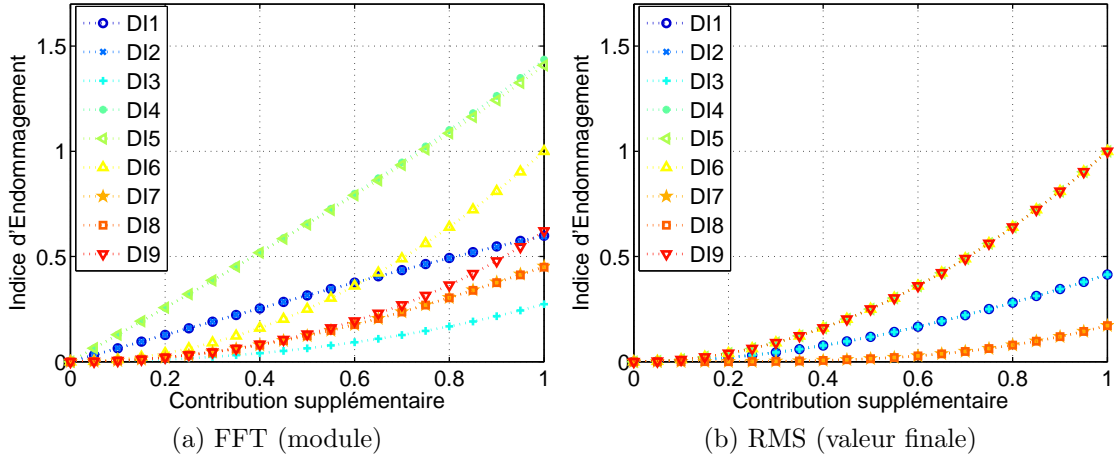 DI1
DI2
DI3
DI4
DI5
DI6
DI7
DI8
DI9
1.5
1
0.5
0
0
0.2
0.4
0.6
0.8
1
Indice d'Endommagement
Contribution supplémentaire
(a) FFT (module)
DI1
DI2
DI3
DI4
DI5
DI6
DI7
DI8
DI9
1.5
1
0.5
0
0
0.2
0.4
0.6
0.8
1
Indice d'Endommagement
Contribution supplémentaire
(b) RMS (valeur finale)